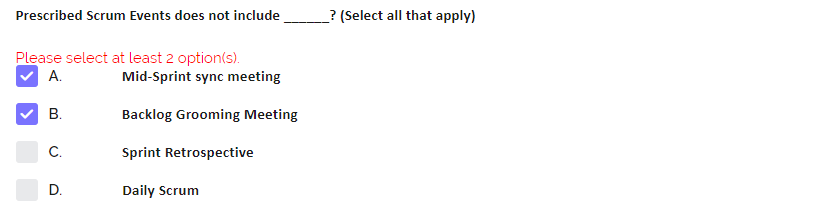 Prescribed Scrum Events does not include ______? (Select all that apply)
Please select at least 2 option(s).
A. Mid-Sprint sync meeting
B. Backlog Grooming Meeting
C. Sprint Retrospective
D. Daily Scrum